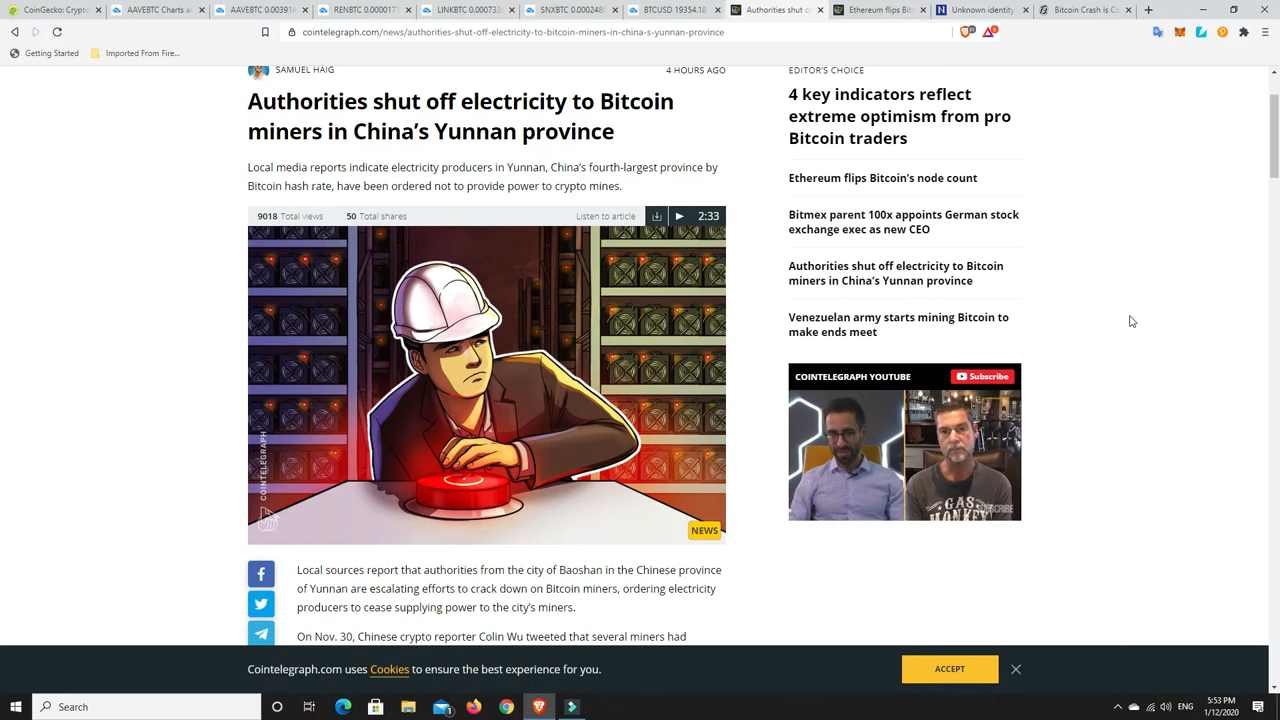 CoinGecko: Crypto
AAVEBTC Charts a
AAVEBTC 0.003914
RENBTC 0.0000171
LINKBTC 0.000733
SNXBTC 0.0002480
BTCUSD 19354.18
Authorities shut o
Ethereum flips Bit
Unknown identity
Bitcoin Crash Is C
cointelegraph.com/news/authorities-shut-off-electricity-to-bitcoin-miners-in-china-s-yunnan-province
Getting Started
Imported From Fire...
SAMUEL HAIG
4 HOURS AGO
Authorities shut off electricity to Bitcoin
miners in China's Yunnan province
Local media reports indicate electricity producers in Yunnan, China's fourth-largest province by
Bitcoin hash rate, have been ordered not to provide power to crypto mines.
9018 Total views
50 Total shares
Listen to article
2:33
COINTELEGRAPH
NEWS
Local sources report that authorities from the city of Baoshan in the Chinese province
of Yunnan are escalating efforts to crack down on Bitcoin miners, ordering electricity
producers to cease supplying power to the city's miners.
On Nov. 30, Chinese crypto reporter Colin Wu tweeted that several miners had
EDITOR'S CHOICE
4 key indicators reflect
extreme optimism from pro
Bitcoin traders
Ethereum flips Bitcoin's node count
Bitmex parent 100x appoints German stock
exchange exec as new CEO
Authorities shut off electricity to Bitcoin
miners in China's Yunnan province
Venezuelan army starts mining Bitcoin to
make ends meet
COINTELEGRAPH YOUTUBE
Subscribe
GAS
MONKEY
SUBSCRIBE
Cointelegraph.com uses Cookies to ensure the best experience for you.
ACCEPT
Search
ENG
5:53 PM
1/12/2020